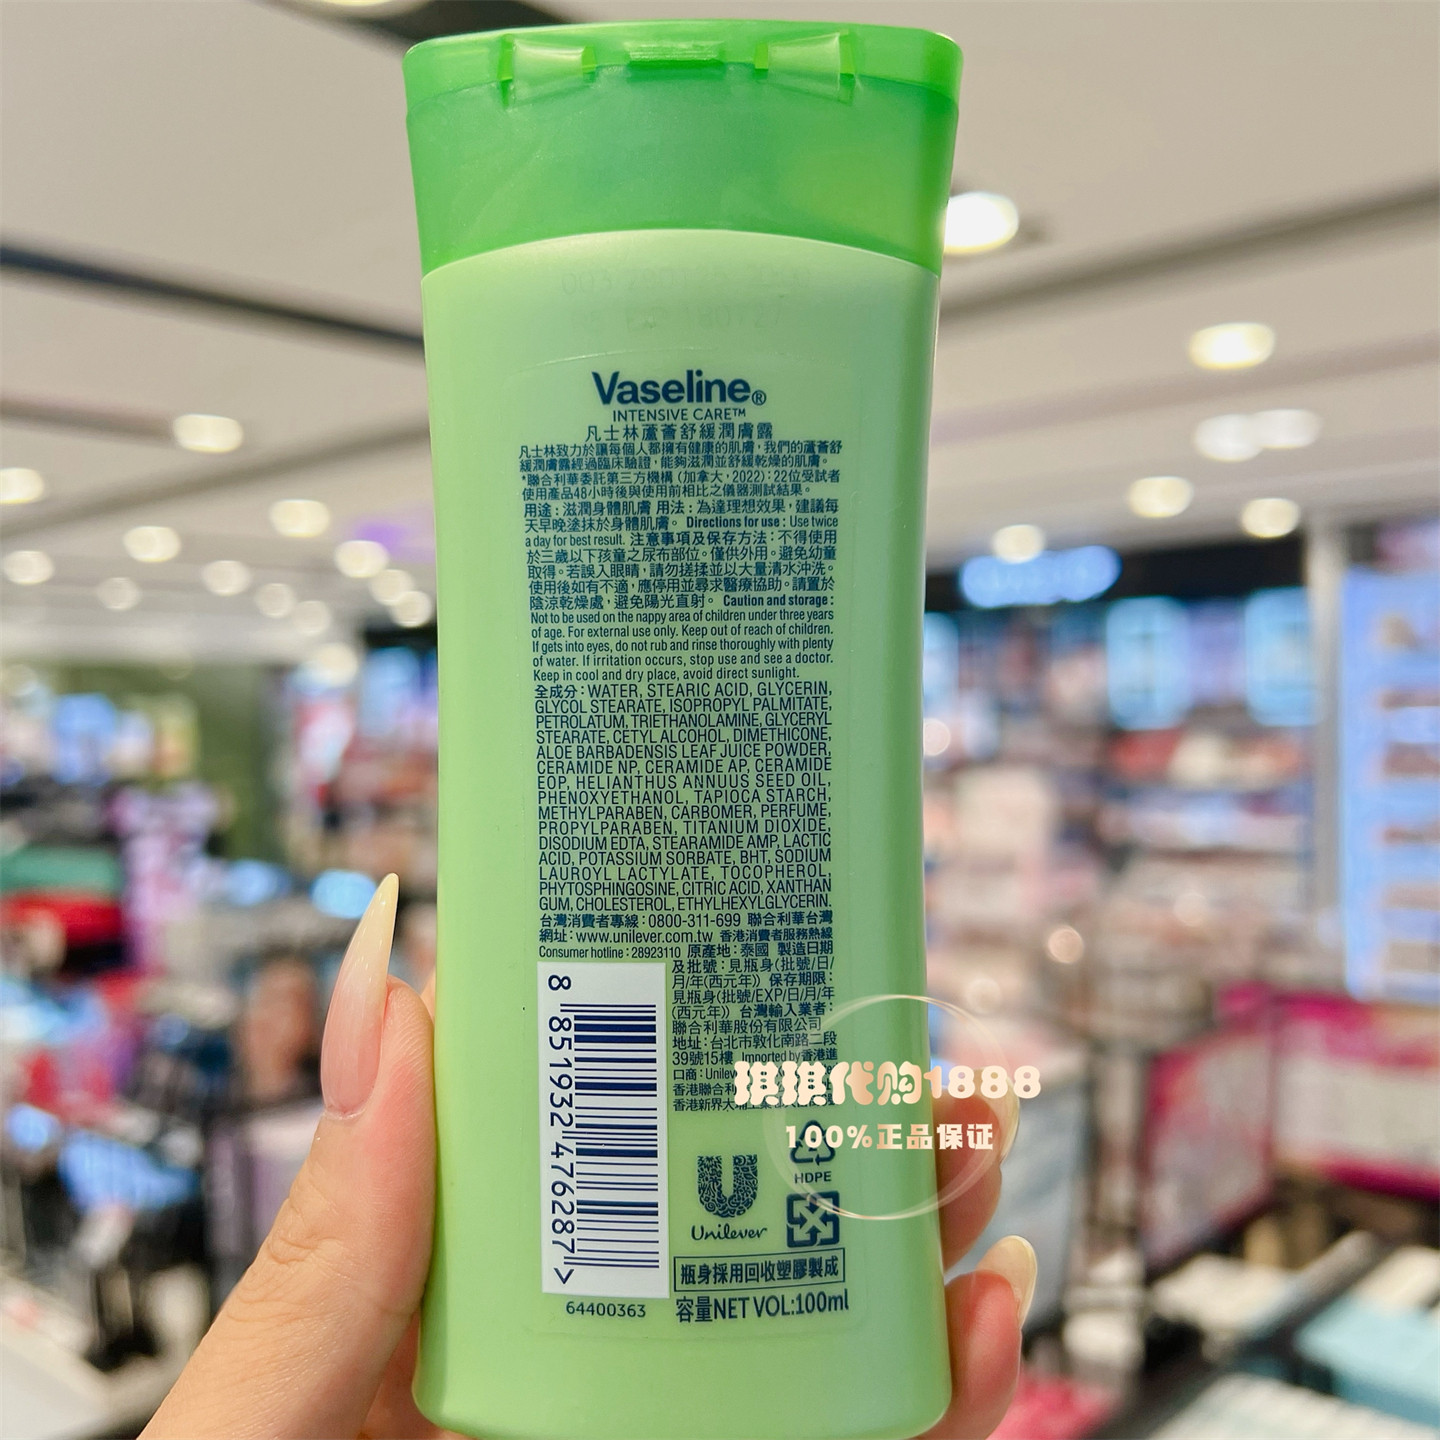 Vaseline®
INTENSIVE CARE™
凡士林蘆薈舒緩潤膚露
凡士林致力於讓每個人都擁有健康的肌膚，我們的蘆薈舒
緩潤膚露經過臨床驗證，能夠滋潤並舒緩乾燥的肌膚。
*聯合利華委託第三方機構（加拿大，2022）：22位受試者
使用產品48小時後與使用前相比之儀器測試結果。
用途：滋潤身體肌膚 用法：為達理想效果，建議每
天早晚塗抹於身體肌膚。 Directions for use : Use twice
a day for best result. 注意事項及保存方法：不得使用
於三歲以下孩童之尿布部位。僅供外用。避免幼童
取得。若誤入眼睛，請勿搓揉並以大量清水沖洗。
使用後如有不適，應停用並尋求醫療協助。請置於
陰涼乾燥處，避免陽光直射。 Caution and storage :
Not to be used on the nappy area of children under three years
of age. For external use only. Keep out of reach of children.
If gets into eyes, do not rub and rinse thoroughly with plenty
of water. If irritation occurs, stop use and see a doctor.
Keep in cool and dry place, avoid direct sunlight.
全成分：WATER, STEARIC ACID, GLYCERIN,
GLYCOL STEARATE, ISOPROPYL PALMITATE,
PETROLATUM, TRIETHANOLAMINE, GLYCERYL
STEARATE, CETYL ALCOHOL, DIMETHICONE,
ALOE BARBADENSIS LEAF JUICE POWDER,
CERAMIDE NP, CERAMIDE AP, CERAMIDE
EOP, HELIANTHUS ANNUUS SEED OIL,
PHENOXYETHANOL, TAPIOCA STARCH,
METHYLPARABEN, CARBOMER, PERFUME,
PROPYLPARABEN, TITANIUM DIOXIDE,
DISODIUM EDTA, STEARAMIDE AMP, LACTIC
ACID, POTASSIUM SORBATE, BHT, SODIUM
LAUROYL LACTYLATE, TOCOPHEROL,
PHYTOSPHINGOSINE, CITRIC ACID, XANTHAN
GUM, CHOLESTEROL, ETHYLHEXYLGLYCERIN.
台灣消費者專線：0800-311-699 聯合利華台灣
網址：www.unilever.com.tw 香港消費者服務熱線
Consumer hotline : 28923110 原產地：泰國 製造日期
及批號：見瓶身(批號/日/
月/年(西元年)) 保存期限：
見瓶身(批號/EXP/日/月/年
(西元年)) 台灣輸入業者：
聯合利華股份有限公司
地址：台北市敦化南路二段
39號15樓 Imported by香港進
口商：Unilever
香港聯合利
香港新界大埔工業
8 851932 476287 >
64400363
琪琪代购1888
100%正品保证
HDPE
Unilever
瓶身採用回收塑膠製成
容量NET VOL:100ml